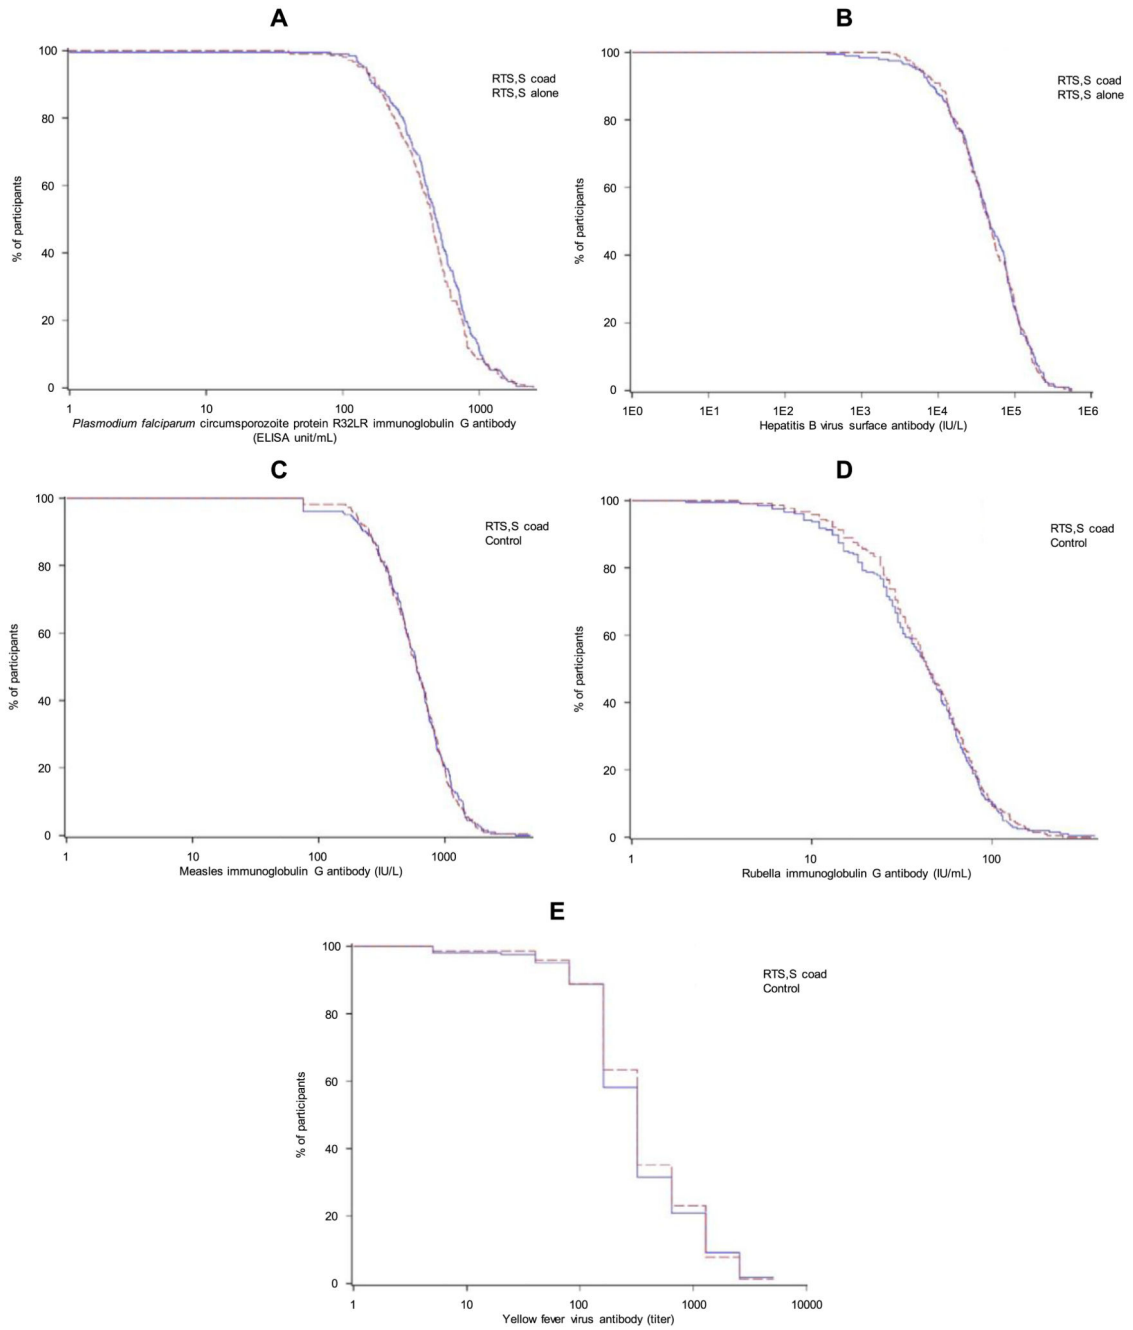 A
100
80
60
40
20
0
% of participants
RTS,S coad
RTS,S alone
1
10
100
1000
Plasmodium falciparum circumsporozoite protein R32LR immunoglobulin G antibody
(ELISA unit/mL)
B
100
80
60
40
20
0
% of participants
RTS,S coad
RTS,S alone
1E0
1E1
1E2
1E3
1E4
1E5
1E6
Hepatitis B virus surface antibody (IU/L)
C
100
80
60
40
20
0
% of participants
RTS,S coad
Control
1
10
100
1000
Measles immunoglobulin G antibody (IU/L)
D
100
80
60
40
20
0
% of participants
RTS,S coad
Control
1
10
100
Rubella immunoglobulin G antibody (IU/mL)
E
100
80
60
40
20
0
% of participants
RTS,S coad
Control
1
10
100
1000
10000
Yellow fever virus antibody (titer)